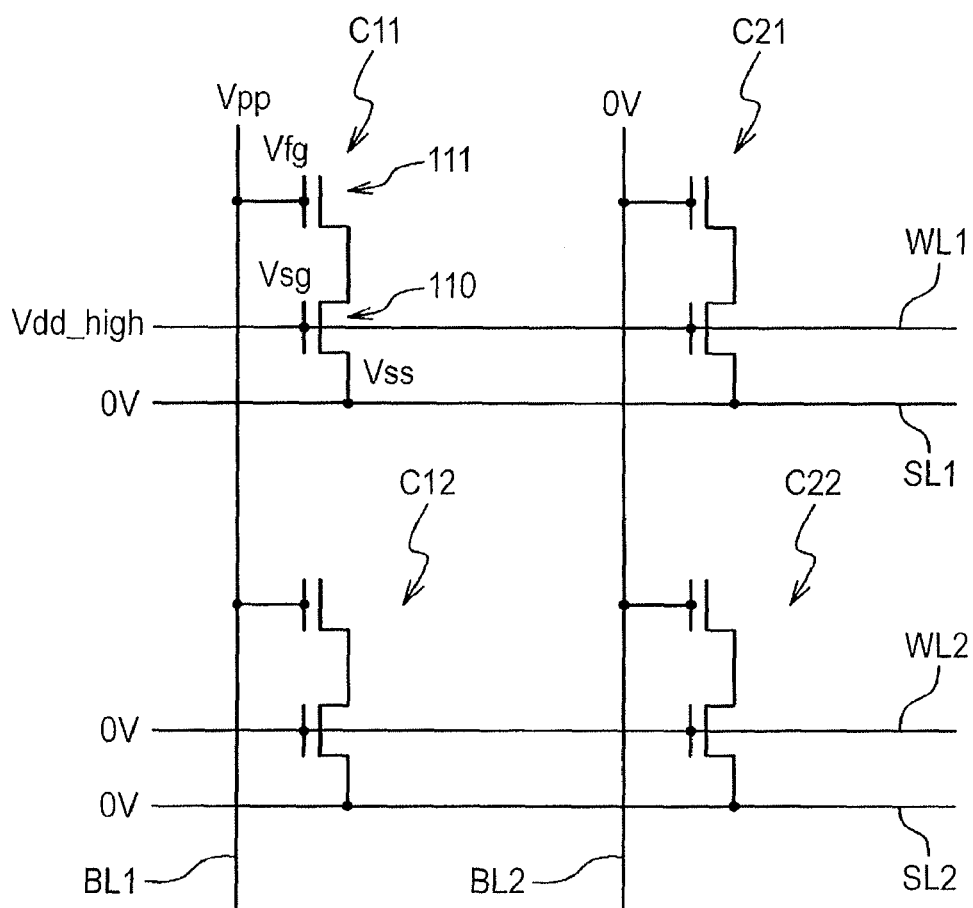 C11
C21
Vpp
0V
Vfg
111
WL1
Vsg
110
Vdd_high
Vss
0V
SL1
C12
C22
WL2
0V
0V
BL1
BL2
SL2